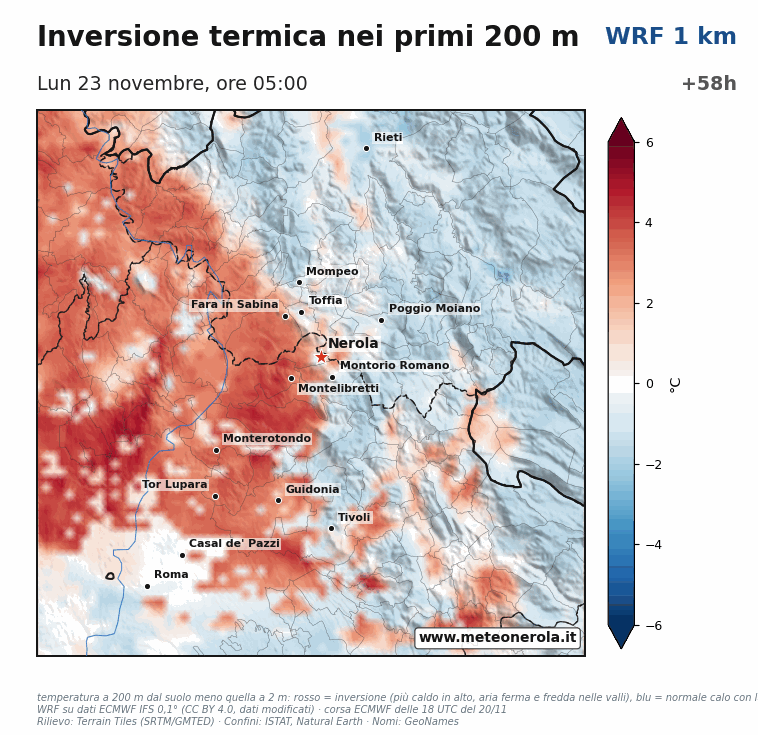 Inversione termica nei primi 200 m WRF 1 km
Lun 23 novembre, ore 05:00 +58h
Rieti
Mompeo
Fara in Sabina
Toffia
Poggio Moiano
Nerola
Montorio Romano
Montelibretti
Monterotondo
Tor Lupara
Guidonia
Tivoli
Casal de' Pazzi
Roma
www.meteonerola.it
6
4
2
0
−2
−4
−6
°C
temperatura a 200 m dal suolo meno quella a 2 m: rosso = inversione (più caldo in alto, aria ferma e fredda nelle valli), blu = normale calo con
WRF su dati ECMWF IFS 0,1° (CC BY 4.0, dati modificati) · corsa ECMWF delle 18 UTC del 20/11
Rilievo: Terrain Tiles (SRTM/GMTED) · Confini: ISTAT, Natural Earth · Nomi: GeoNames